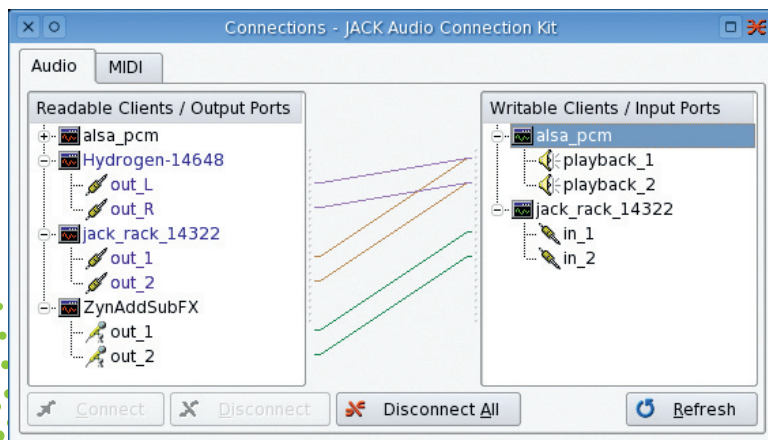 Connections - JACK Audio Connection Kit
Audio
MIDI
Readable Clients / Output Ports
alsa_pcm
Hydrogen-14648
out_L
out_R
jack_rack_14322
out_1
out_2
ZynAddSubFX
out_1
out_2
Writable Clients / Input Ports
alsa_pcm
playback_1
playback_2
jack_rack_14322
in_1
in_2
Connect
Disconnect
Disconnect All
Refresh